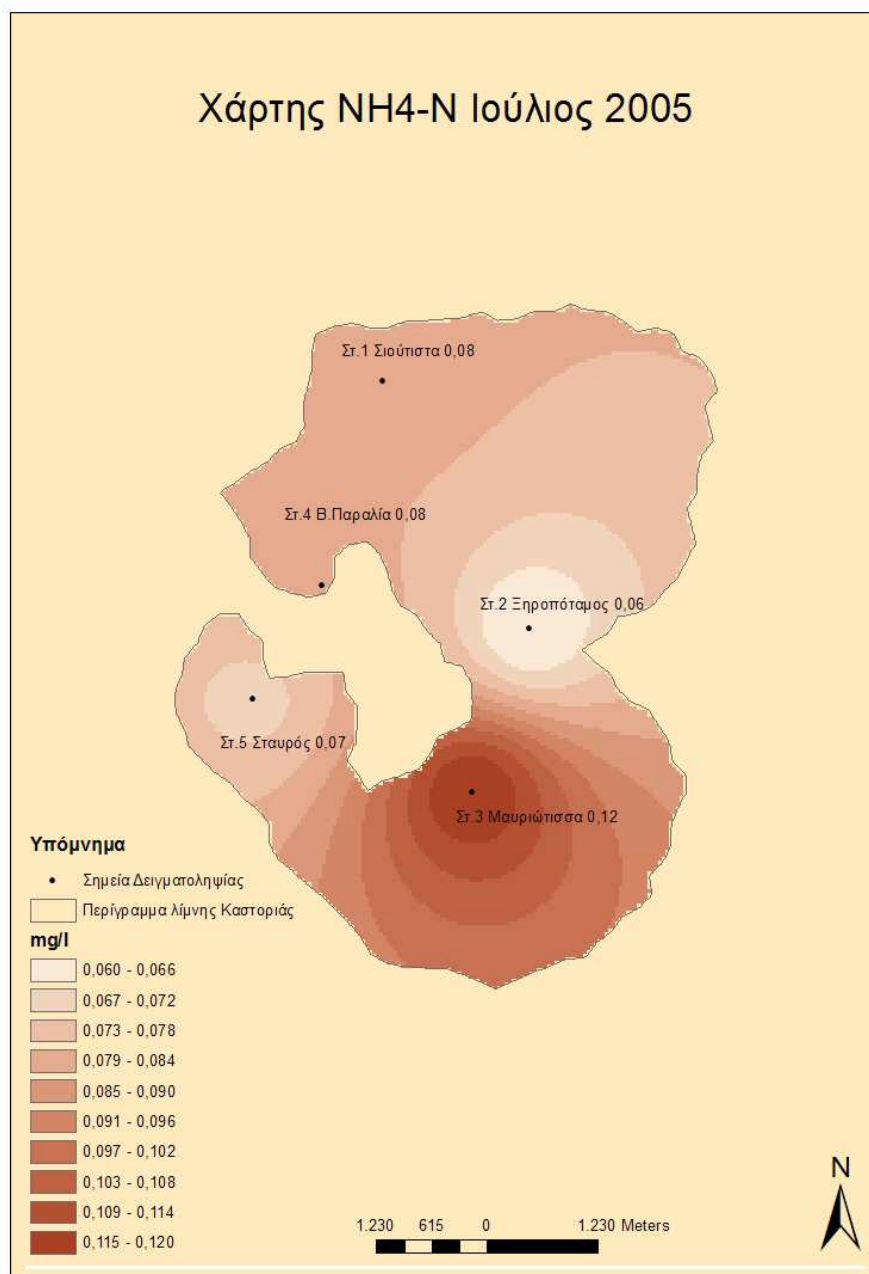 Χάρτης NH4-N Ιούλιος 2005
Στ.1 Σιούτιστα 0,08
Στ.4 Β.Παραλία 0,08
Στ.2 Ξηροπόταμος 0,06
Στ.5 Σταυρός 0,07
Στ.3 Μαυριώτισσα 0,12
Υπόμνημα
Σημεία Δειγματοληψίας
Περίγραμμα λίμνης Καστοριάς
mg/l
0,060 - 0,066
0,067 - 0,072
0,073 - 0,078
0,079 - 0,084
0,085 - 0,090
0,091 - 0,096
0,097 - 0,102
0,103 - 0,108
0,109 - 0,114
0,115 - 0,120
1.230 615 0 1.230 Meters
N